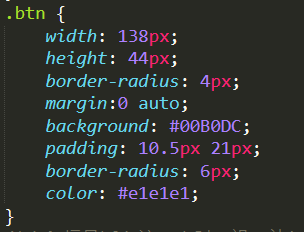 .btn {
width: 138px;
height: 44px;
border-radius: 4px;
margin:0 auto;
background: #00B0DC;
padding: 10.5px 21px;
border-radius: 6px;
color: #e1e1e1;
}